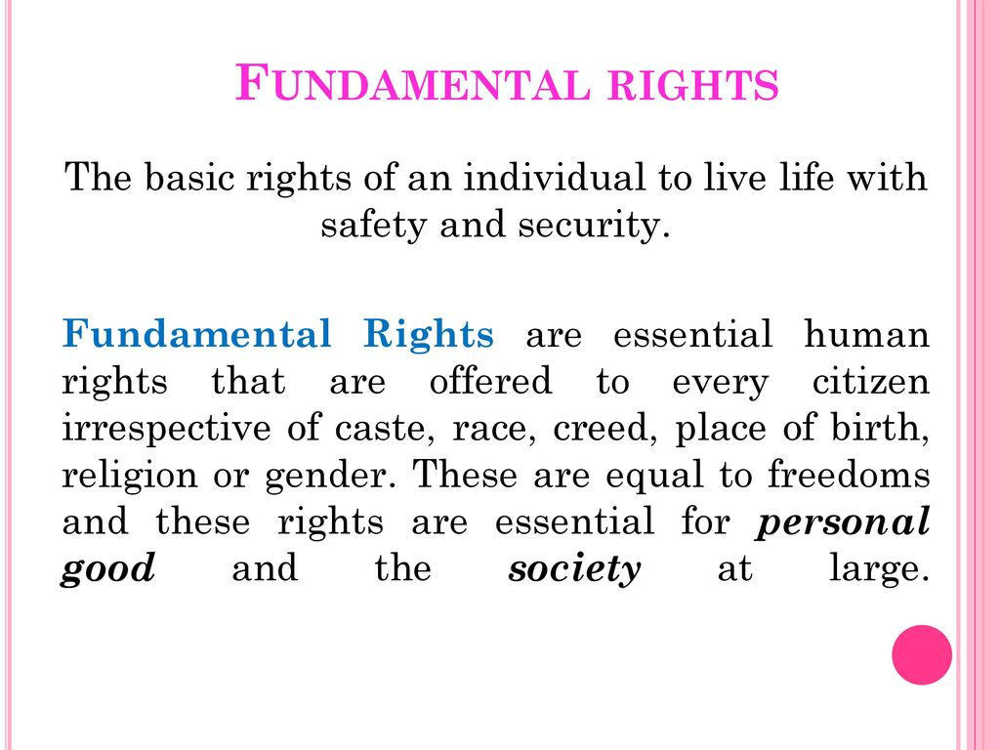 FUNDAMENTAL RIGHTS
The basic rights of an individual to live life with
safety and security.
Fundamental Rights are essential human
rights that are offered to every citizen
irrespective of caste, race, creed, place of birth,
religion or gender. These are equal to freedoms
and these rights are essential for personal
good and the society at large.